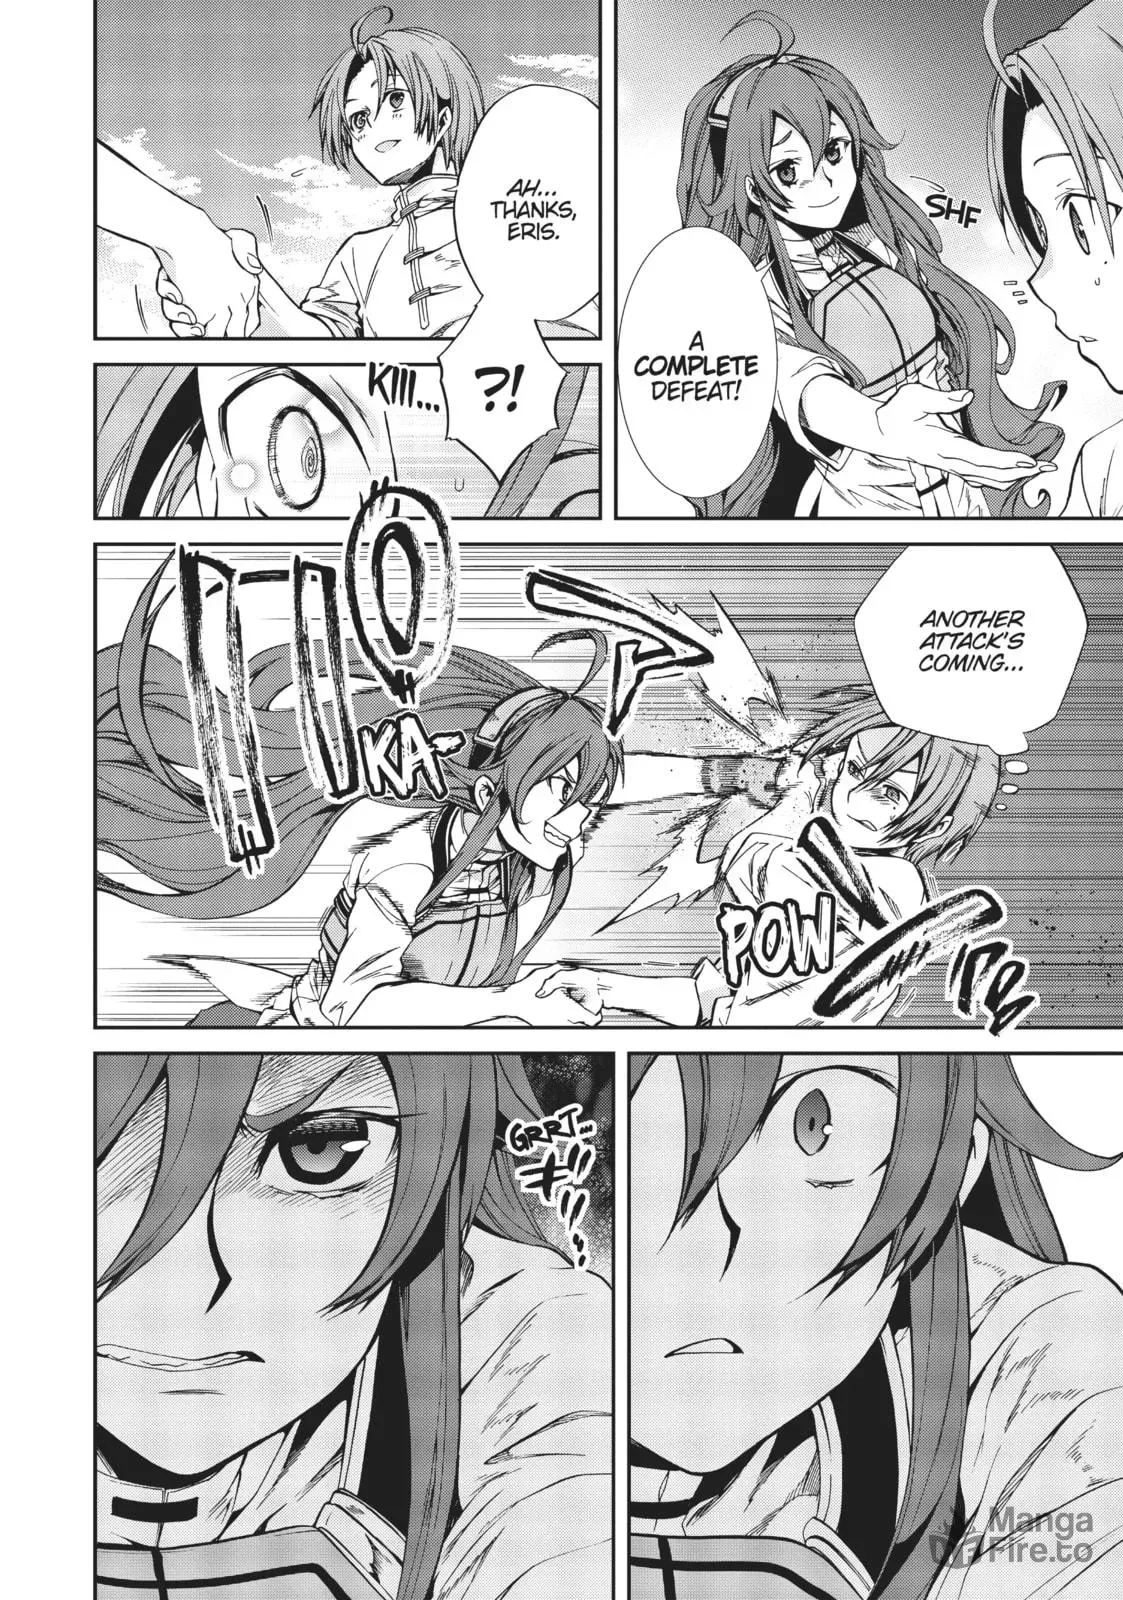 SHF
A
COMPLETE
DEFEAT!
AH...
THANKS,
ERIS.
?!
KIII...
ANOTHER
ATTACK'S
COMING...
KA-
POW
GRRT...
Manga
Fire.to